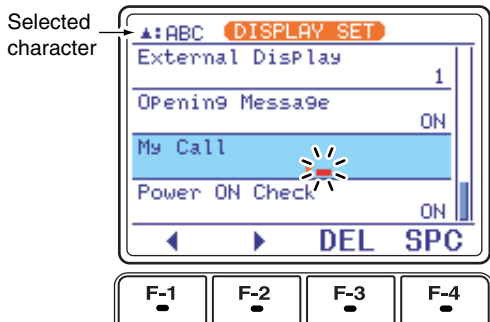 Selected
character
▲:ABC DISPLAY SET
External Display
1
Opening Message
ON
My Call
Power ON Check
ON
◀ ▶ DEL SPC
F-1 F-2 F-3 F-4